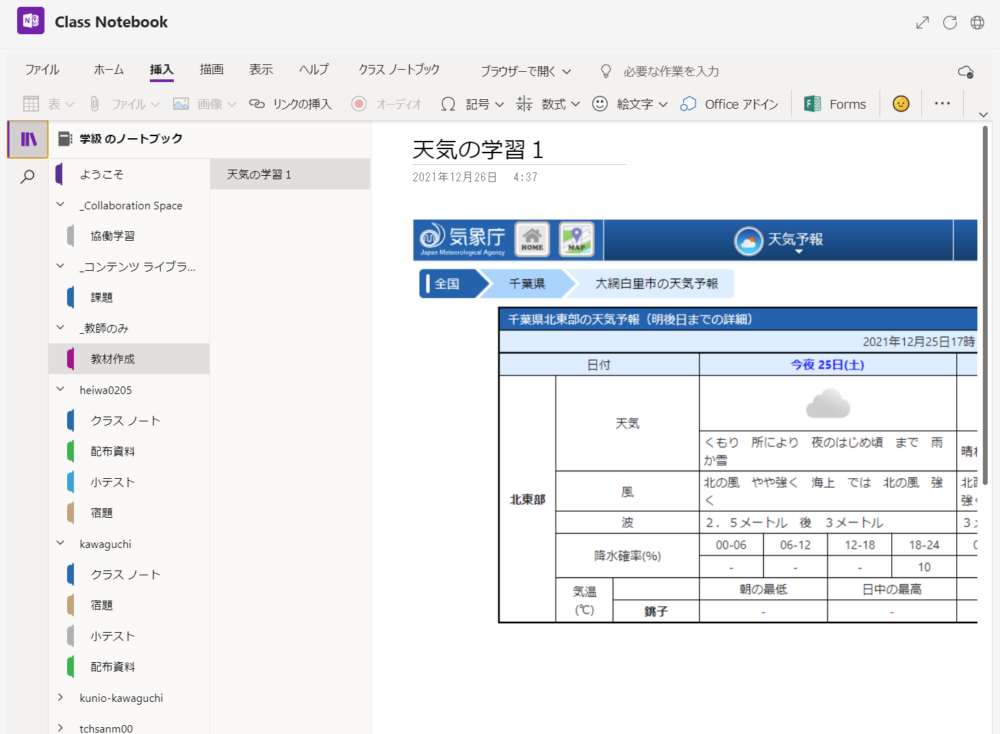 Class Notebook
ファイル ホーム 挿入 描画 表示 ヘルプ クラス ノートブック ブラウザーで開く 必要な作業を入力
表 ファイル 画像 リンクの挿入 オーディオ 記号 数式 絵文字 Office アドイン Forms
学級 のノートブック
ようこそ
_Collaboration Space
協働学習
_コンテンツ ライブラ...
課題
_教師のみ
教材作成
heiwa0205
クラス ノート
配布資料
小テスト
宿題
kawaguchi
クラス ノート
宿題
小テスト
配布資料
kunio-kawaguchi
tchsanm00
天気の学習１
天気の学習１
2021年12月26日 4:37
気象庁
Japan Meteorological Agency
HOME
MAP
天気予報
全国 千葉県 大網白里市の天気予報
千葉県北東部の天気予報（明後日までの詳細）
2021年12月25日17時
日付 今夜 25日(土)
北東部
天気
くもり 所により 夜のはじめ頃 まで 雨
か雪
晴
風
北の風 やや強く 海上 では 北の風 強
く
北西
強く
波 ２．５メートル 後 ３メートル ３
降水確率(%)
00-06 06-12 12-18 18-24
- - - 10
気温
(℃)
朝の最低 日中の最高
銚子 - -